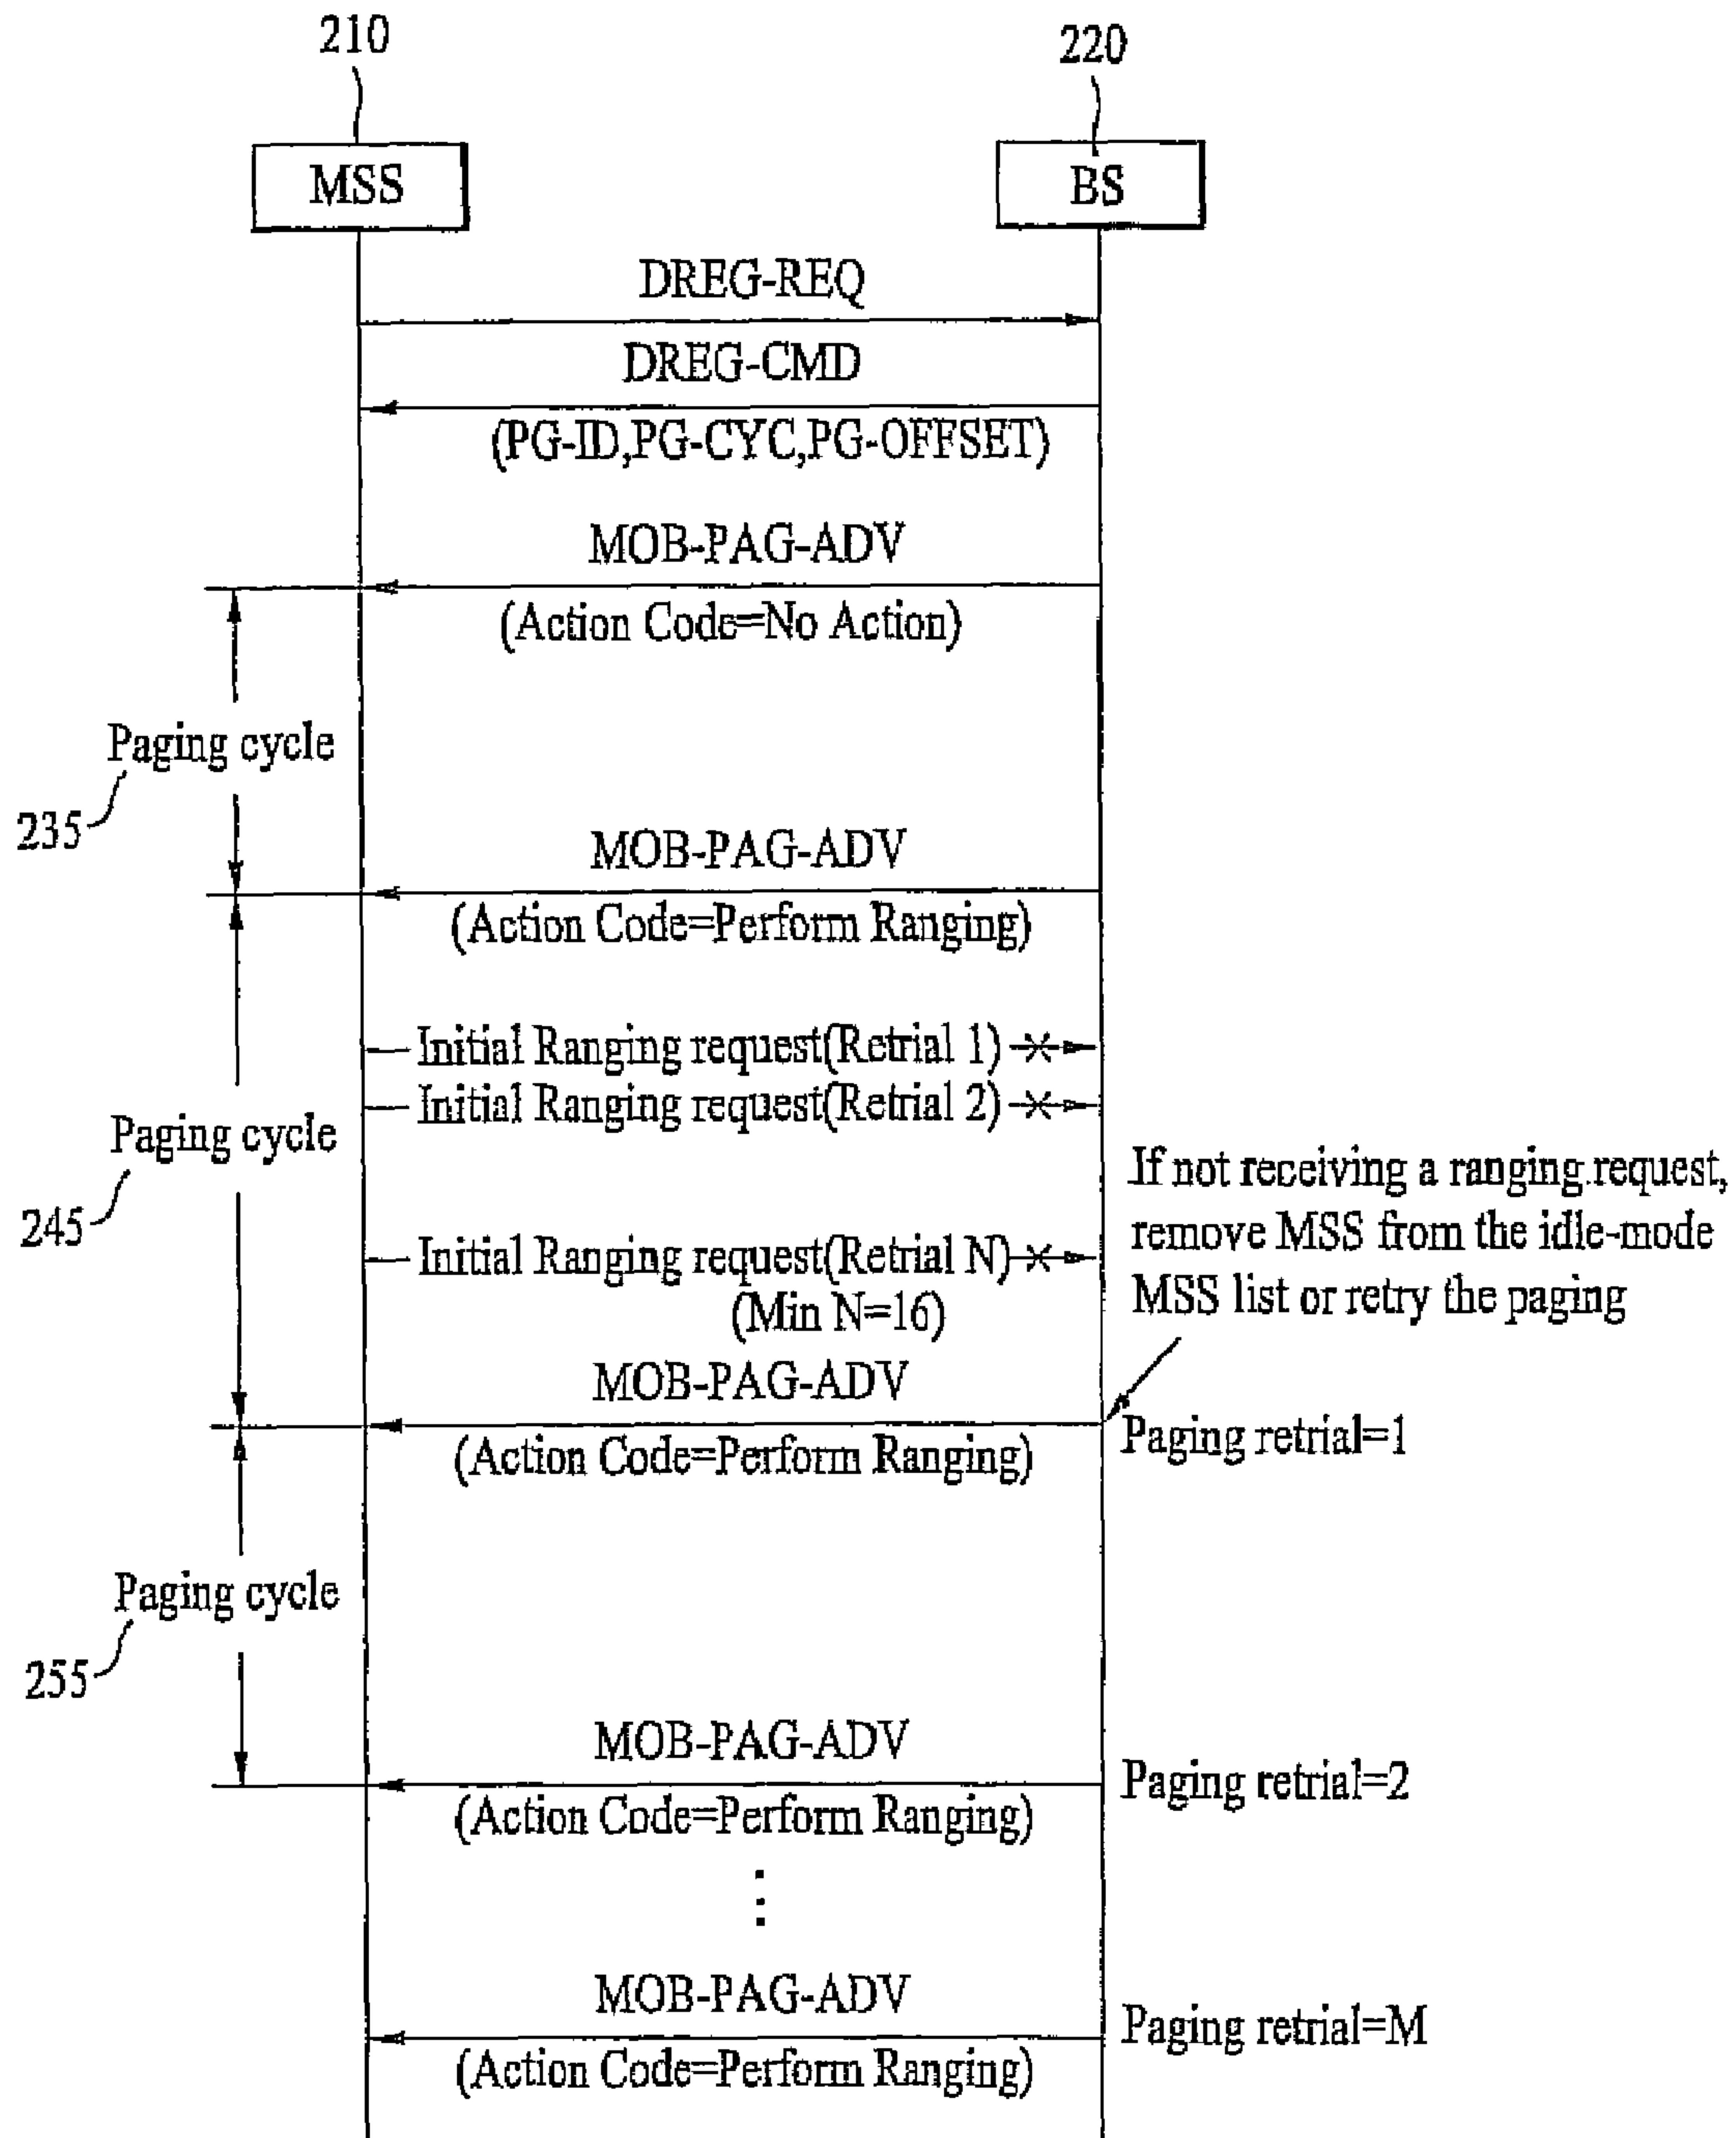 210
220
MSS
BS
DREG-REQ
DREG-CMD
(PG-ID,PG-CYC,PG-OFFSET)
MOB-PAG-ADV
(Action Code=No Action)
Paging cycle
235
MOB-PAG-ADV
(Action Code=Perform Ranging)
Initial Ranging request(Retrial 1)
Initial Ranging request(Retrial 2)
Paging cycle
245
If not receiving a ranging request,
remove MSS from the idle-mode
MSS list or retry the paging
Initial Ranging request(Retrial N)
(Min N=16)
MOB-PAG-ADV
(Action Code=Perform Ranging)
Paging retrial=1
Paging cycle
255
MOB-PAG-ADV
(Action Code=Perform Ranging)
Paging retrial=2
MOB-PAG-ADV
(Action Code=Perform Ranging)
Paging retrial=M